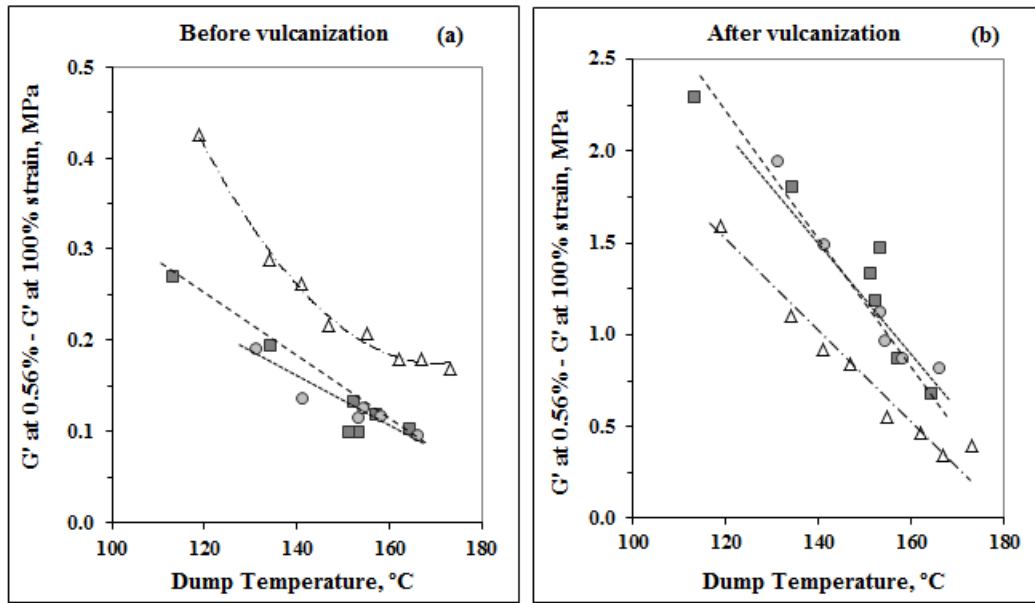 Before vulcanization (a)
G' at 0.56% - G' at 100% strain, MPa
0.5
0.4
0.3
0.2
0.1
0.0
100 120 140 160 180
Dump Temperature, °C
After vulcanization (b)
G' at 0.56% - G' at 100% strain, MPa
2.5
2.0
1.5
1.0
0.5
0.0
100 120 140 160 180
Dump Temperature, °C